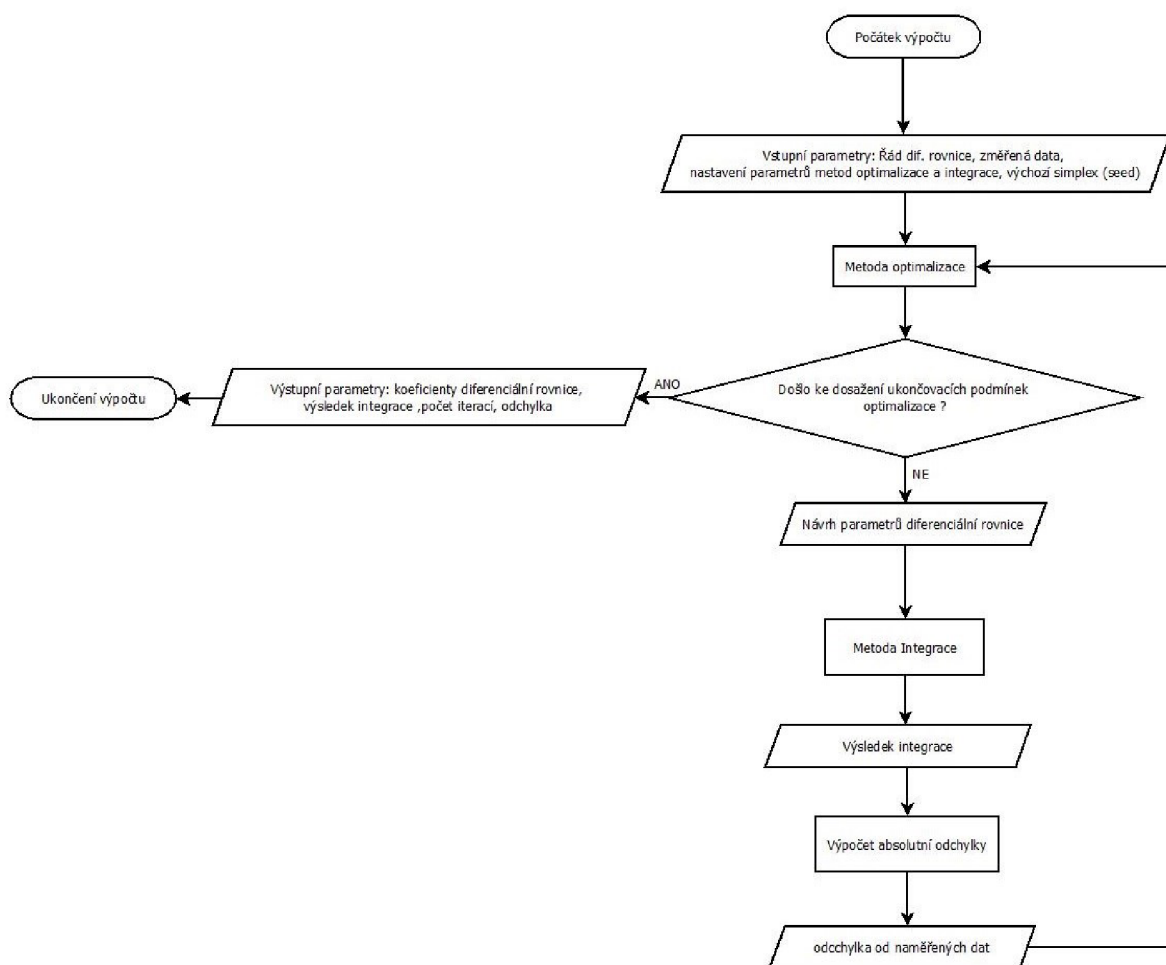 Počátek výpočtu
Vstupní parametry: Řád dif. rovnice, změřená data,
nastavení parametrů metod optimalizace a integrace, výchozí simplex (seed)
Metoda optimalizace
Došlo ke dosažení ukončovacích podmínek
optimalizace ?
ANO
Výstupní parametry: koeficienty diferenciální rovnice,
výsledek integrace ,počet iterací, odchylka
Ukončení výpočtu
NE
Návrh parametrů diferenciální rovnice
Metoda Integrace
Výsledek integrace
Výpočet absolutní odchylky
odcchylka od naměřených dat